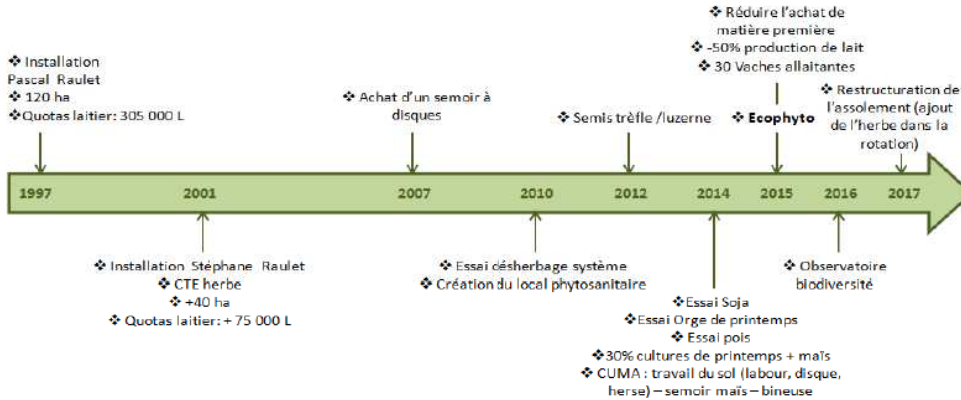 ❖ Installation
Pascal Raulet
❖ 120 ha
❖Quotas laitier: 305 000 L
❖ Achat d'un semoir à
disques
❖ Semis trèfle /luzerne
❖ Réduire l'achat de
matière première
❖ -50% production de lait
❖ 30 Vaches allaitantes
❖ Ecophyto
❖ Restructuration de
l'assolement (ajout
de l'herbe dans la
rotation)
1997 2001 2007 2010 2012 2014 2015 2016 2017
❖ Installation Stéphane Raulet
❖ CTE herbe
❖ +40 ha
❖ Quotas laitier: + 75 000 L
❖ Essai désherbage système
❖ Création du local phytosanitaire
❖Essai Soja
❖Essai Orge de printemps
❖ Essai pois
❖30% cultures de printemps + maïs
❖ CUMA : travail du sol (labour, disque,
herse) – semoir maïs – bineuse
❖ Observatoire
biodiversité